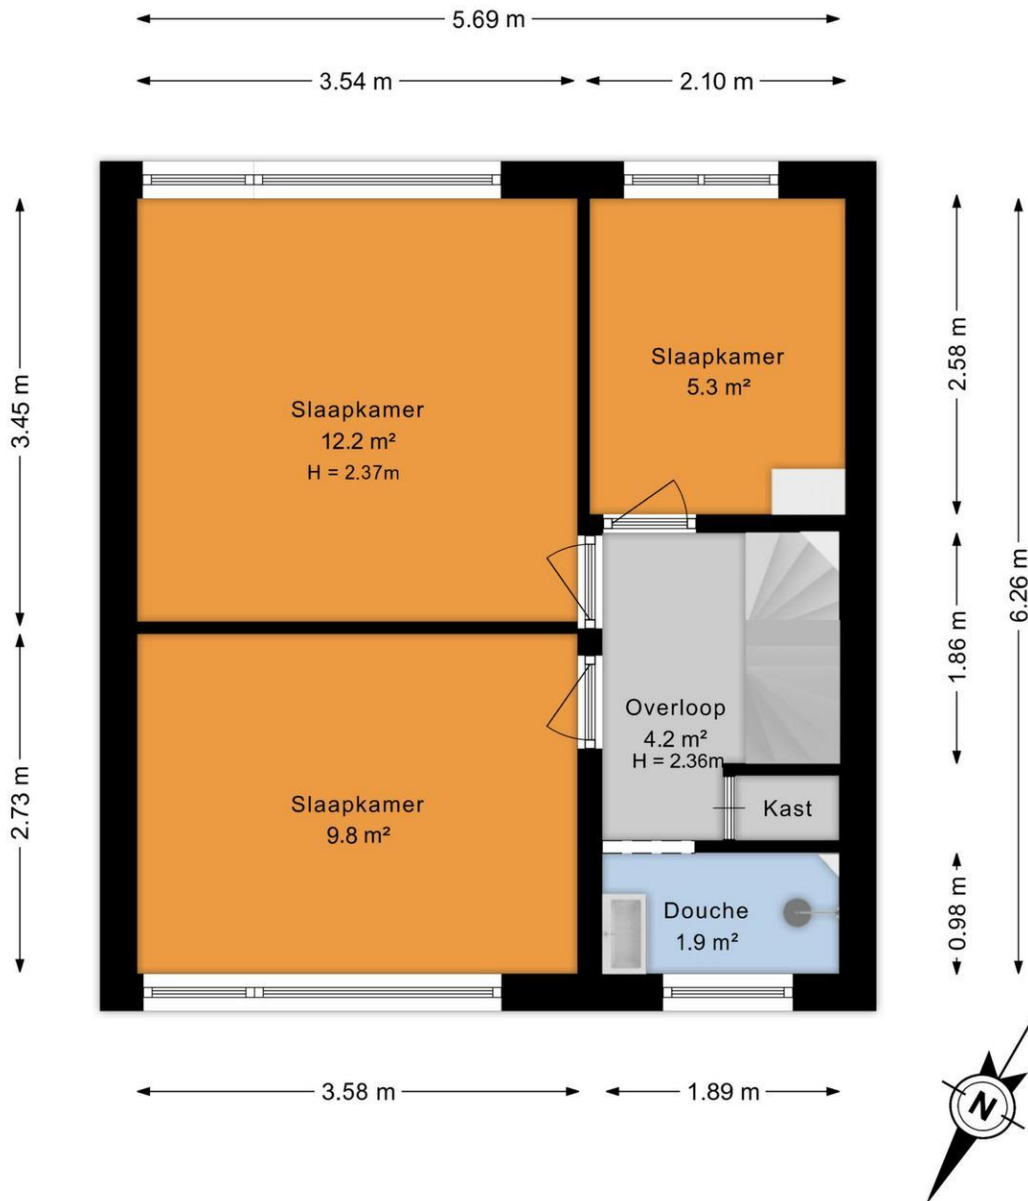 5.69 m
3.54 m
2.10 m
3.45 m
2.73 m
2.58 m
1.86 m
0.98 m
6.26 m
Slaapkamer
12.2 m²
H = 2.37m
Slaapkamer
5.3 m²
Overloop
4.2 m²
H = 2.36m
Slaapkamer
9.8 m²
Kast
Douche
1.9 m²
3.58 m
1.89 m
N